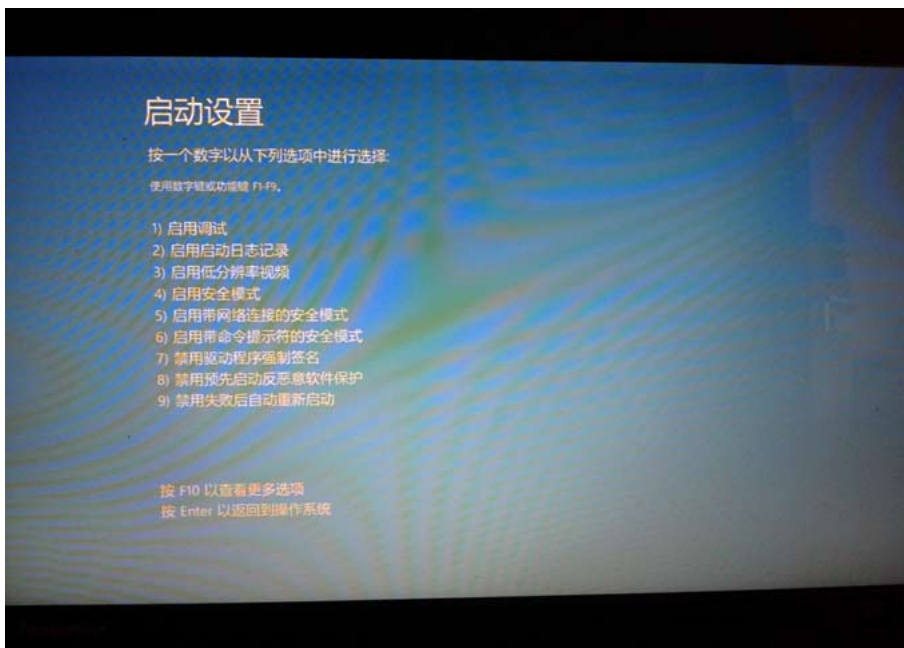 启动设置
按一个数字以从下列选项中进行选择:
使用数字键或功能键 F1-F9。
1) 启用调试
2) 启用启动日志记录
3) 启用低分辨率视频
4) 启用安全模式
5) 启用带网络连接的安全模式
6) 启用带命令提示符的安全模式
7) 禁用驱动程序强制签名
8) 禁用预先启动反恶意软件保护
9) 禁用失败后自动重新启动
按 F10 以查看更多选项
按 Enter 以返回到操作系统